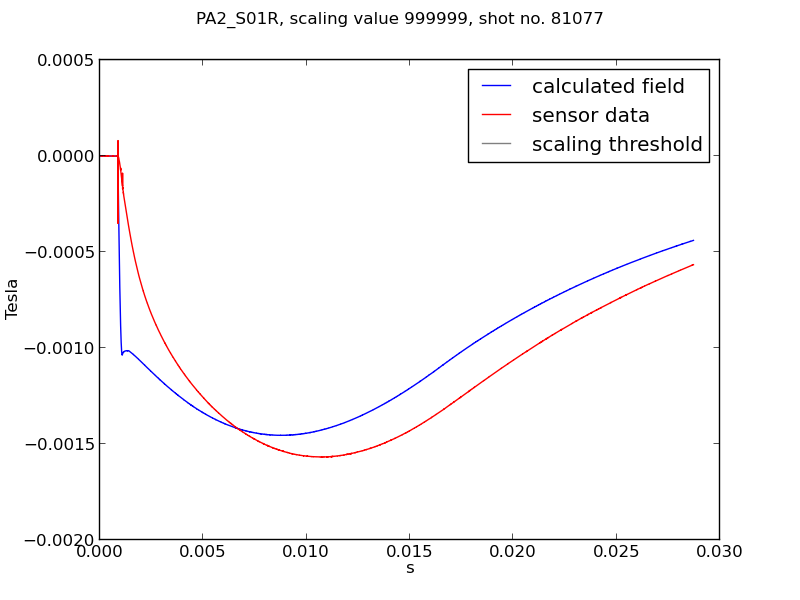 PA2_S01R, scaling value 999999, shot no. 81077
0.0005
0.0000
−0.0005
−0.0010
−0.0015
−0.0020
Tesla
calculated field
sensor data
scaling threshold
0.000 0.005 0.010 0.015 0.020 0.025 0.030
s